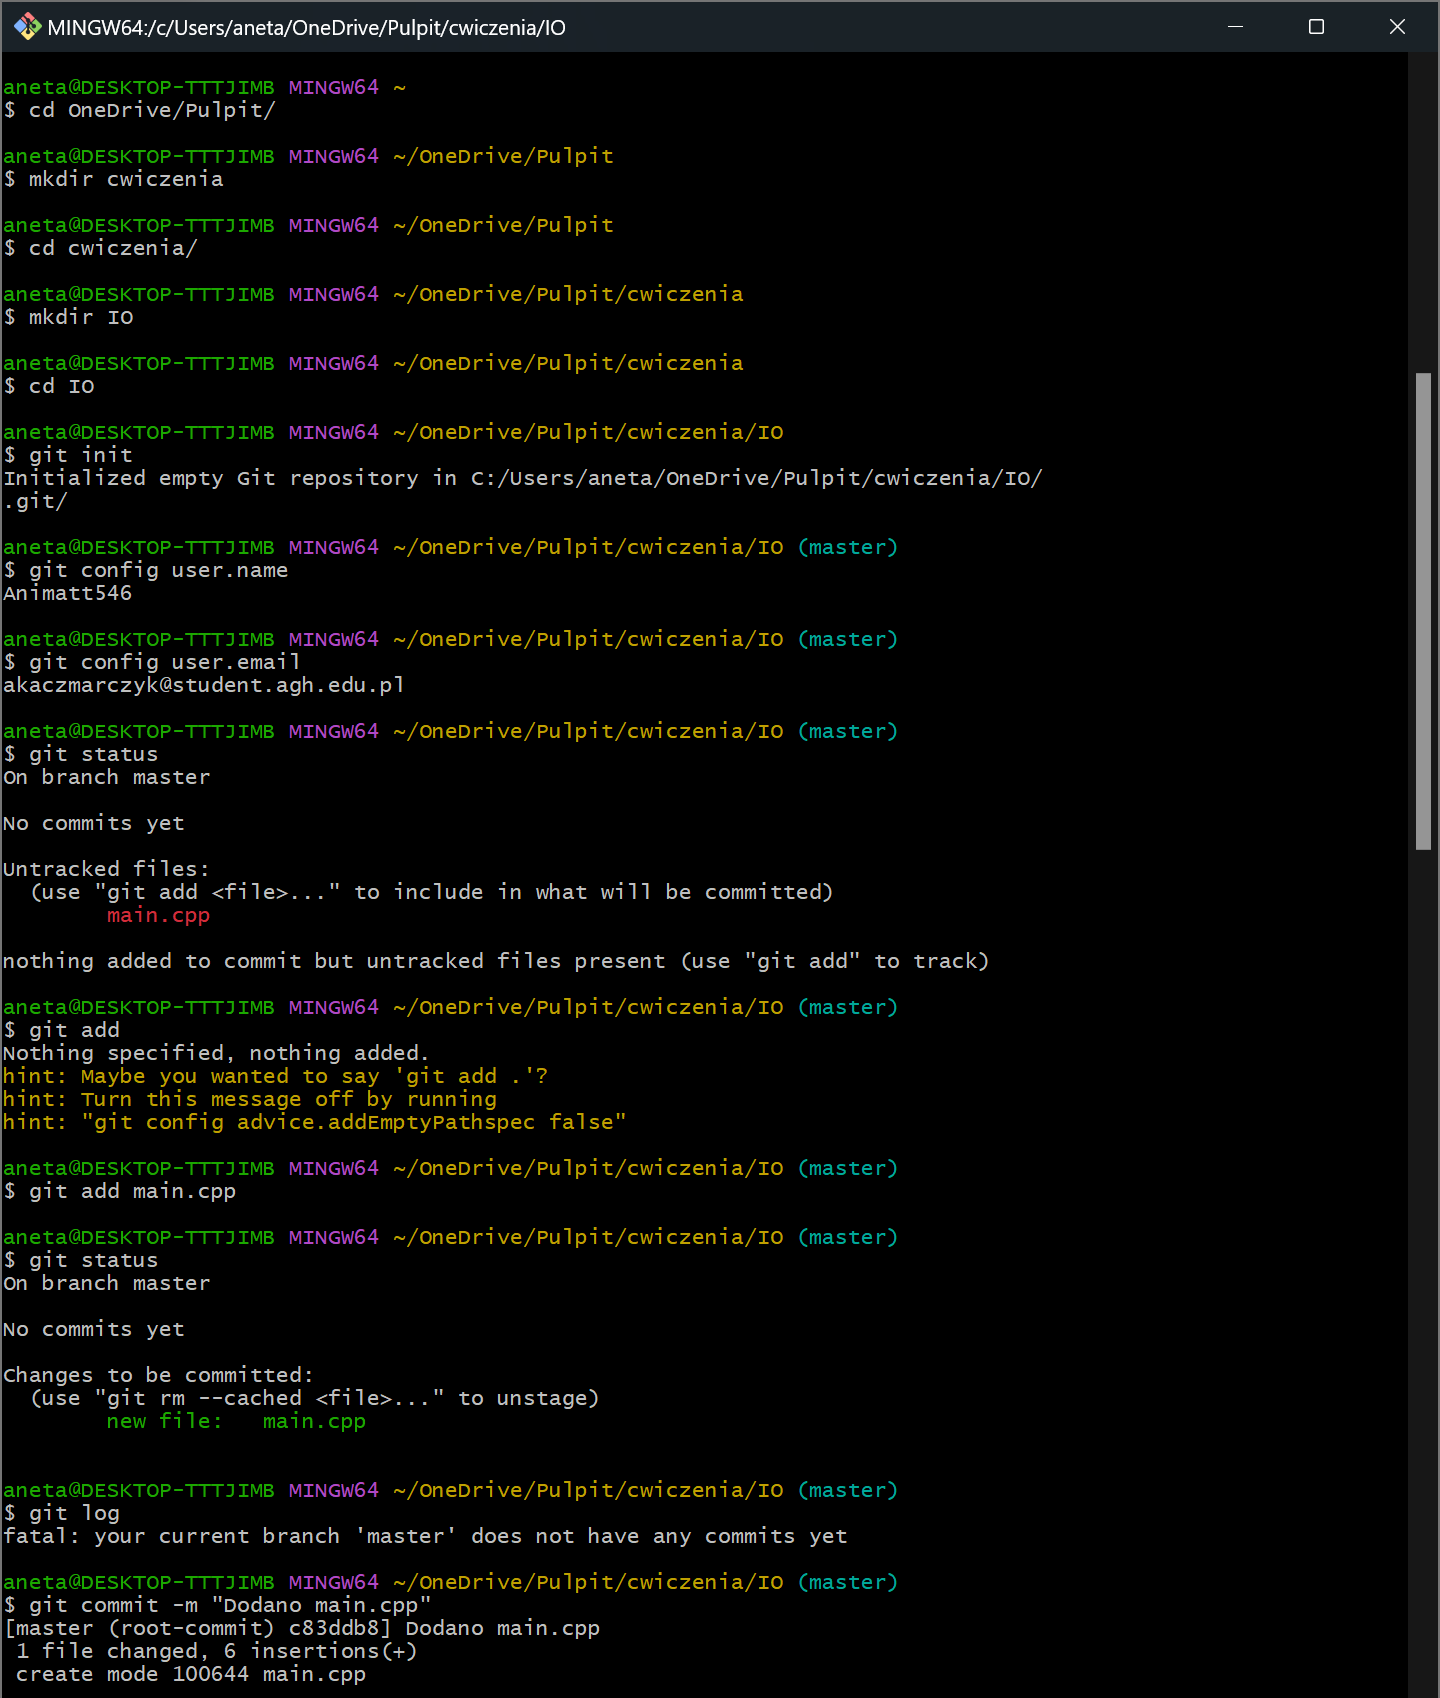 MINGW64:/c/Users/aneta/OneDrive/Pulpit/cwiczenia/IO
aneta@DESKTOP-TTTJIMB MINGW64 ~
$ cd OneDrive/Pulpit/
aneta@DESKTOP-TTTJIMB MINGW64 ~/OneDrive/Pulpit
$ mkdir cwiczenia
aneta@DESKTOP-TTTJIMB MINGW64 ~/OneDrive/Pulpit
$ cd cwiczenia/
aneta@DESKTOP-TTTJIMB MINGW64 ~/OneDrive/Pulpit/cwiczenia
$ mkdir IO
aneta@DESKTOP-TTTJIMB MINGW64 ~/OneDrive/Pulpit/cwiczenia
$ cd IO
aneta@DESKTOP-TTTJIMB MINGW64 ~/OneDrive/Pulpit/cwiczenia/IO
$ git init
Initialized empty Git repository in C:/Users/aneta/OneDrive/Pulpit/cwiczenia/IO/
.git/
aneta@DESKTOP-TTTJIMB MINGW64 ~/OneDrive/Pulpit/cwiczenia/IO (master)
$ git config user.name
Animatt546
aneta@DESKTOP-TTTJIMB MINGW64 ~/OneDrive/Pulpit/cwiczenia/IO (master)
$ git config user.email
akaczmarczyk@student.agh.edu.pl
aneta@DESKTOP-TTTJIMB MINGW64 ~/OneDrive/Pulpit/cwiczenia/IO (master)
$ git status
On branch master
No commits yet
Untracked files:
  (use "git add <file>..." to include in what will be committed)
        main.cpp
nothing added to commit but untracked files present (use "git add" to track)
aneta@DESKTOP-TTTJIMB MINGW64 ~/OneDrive/Pulpit/cwiczenia/IO (master)
$ git add
Nothing specified, nothing added.
hint: Maybe you wanted to say 'git add .'?
hint: Turn this message off by running
hint: "git config advice.addEmptyPathspec false"
aneta@DESKTOP-TTTJIMB MINGW64 ~/OneDrive/Pulpit/cwiczenia/IO (master)
$ git add main.cpp
aneta@DESKTOP-TTTJIMB MINGW64 ~/OneDrive/Pulpit/cwiczenia/IO (master)
$ git status
On branch master
No commits yet
Changes to be committed:
  (use "git rm --cached <file>..." to unstage)
        new file:   main.cpp
aneta@DESKTOP-TTTJIMB MINGW64 ~/OneDrive/Pulpit/cwiczenia/IO (master)
$ git log
fatal: your current branch 'master' does not have any commits yet
aneta@DESKTOP-TTTJIMB MINGW64 ~/OneDrive/Pulpit/cwiczenia/IO (master)
$ git commit -m "Dodano main.cpp"
[master (root-commit) c83ddb8] Dodano main.cpp
 1 file changed, 6 insertions(+)
 create mode 100644 main.cpp